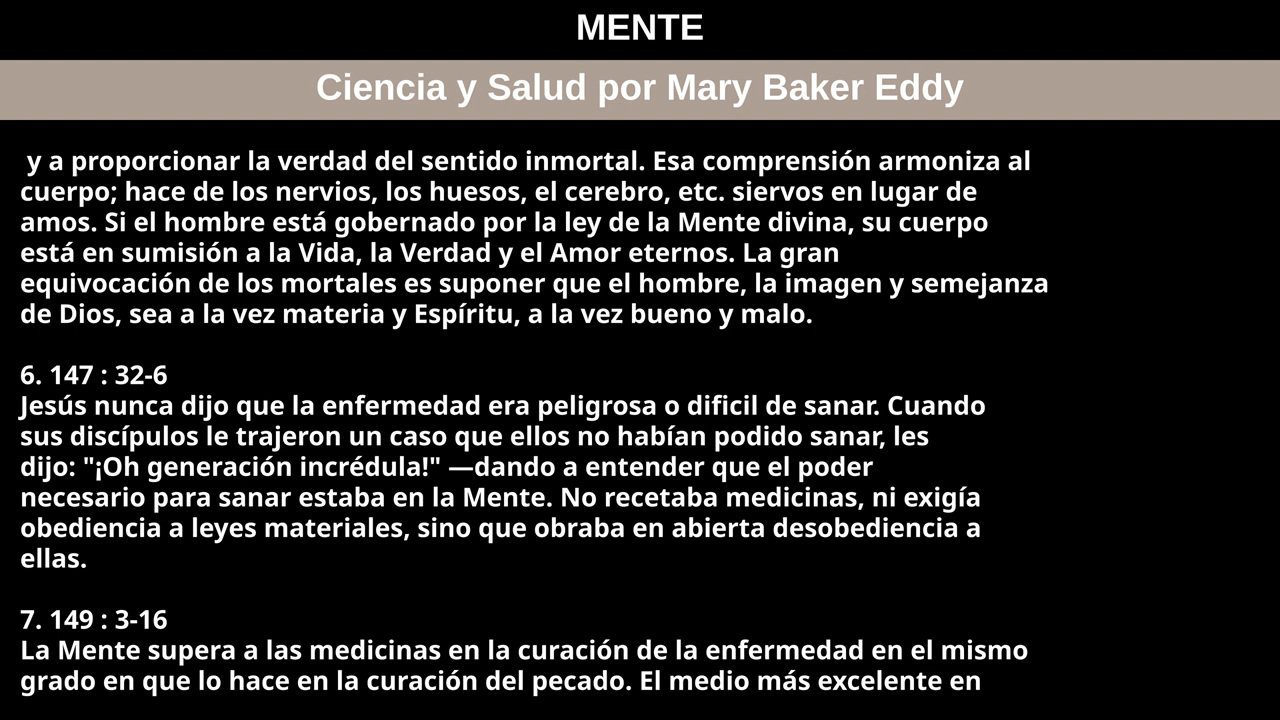 MENTE
Ciencia y Salud por Mary Baker Eddy
y a proporcionar la verdad del sentido inmortal. Esa comprensión armoniza al
cuerpo; hace de los nervios, los huesos, el cerebro, etc. siervos en lugar de
amos. Si el hombre está gobernado por la ley de la Mente divina, su cuerpo
está en sumisión a la Vida, la Verdad y el Amor eternos. La gran
equivocación de los mortales es suponer que el hombre, la imagen y semejanza
de Dios, sea a la vez materia y Espíritu, a la vez bueno y malo.
6. 147 : 32-6
Jesús nunca dijo que la enfermedad era peligrosa o dificil de sanar. Cuando
sus discípulos le trajeron un caso que ellos no habían podido sanar, les
dijo: "¡Oh generación incrédula!" —dando a entender que el poder
necesario para sanar estaba en la Mente. No recetaba medicinas, ni exigía
obediencia a leyes materiales, sino que obraba en abierta desobediencia a
ellas.
7. 149 : 3-16
La Mente supera a las medicinas en la curación de la enfermedad en el mismo
grado en que lo hace en la curación del pecado. El medio más excelente en